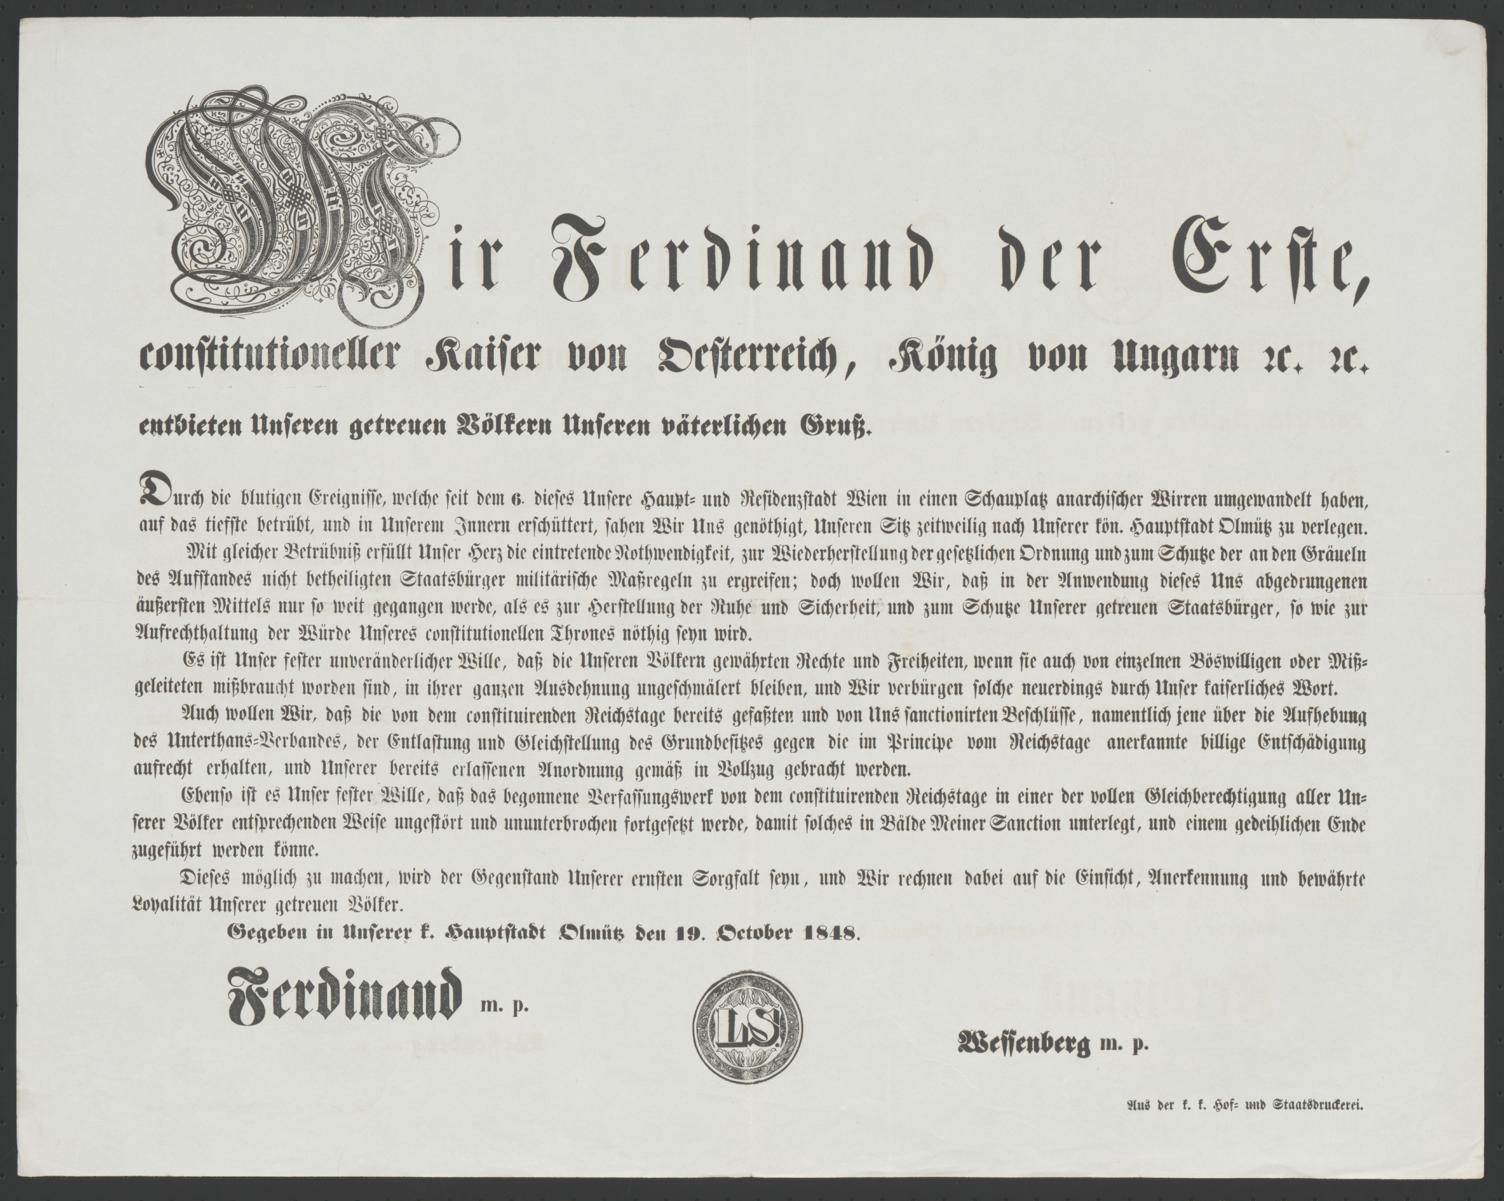 Wir Ferdinand der Erste,
constitutioneller Kaiser von Oesterreich, König von Ungarn ꝛc. ꝛc.
entbieten Unseren getreuen Völkern Unseren väterlichen Gruß.
Durch die blutigen Ereignisse, welche seit dem 6. dieses Unsere Haupt- und Residenzstadt Wien in einen Schauplatz anarchischer Wirren umgewandelt haben,
auf das tiefste betrübt, und in Unserem Innern erschüttert, sahen Wir Uns genöthigt, Unseren Sitz zeitweilig nach Unserer kön. Hauptstadt Olmütz zu verlegen.
Mit gleicher Betrübniß erfüllt Unser Herz die eintretende Nothwendigkeit, zur Wiederherstellung der gesetzlichen Ordnung und zum Schutze der an den Gräueln
des Aufstandes nicht betheiligten Staatsbürger militärische Maßregeln zu ergreifen; doch wollen Wir, daß in der Anwendung dieses Uns abgedrungenen
äußersten Mittels nur so weit gegangen werde, als es zur Herstellung der Ruhe und Sicherheit, und zum Schutze Unserer getreuen Staatsbürger, so wie zur
Aufrechthaltung der Würde Unseres constitutionellen Thrones nöthig seyn wird.
Es ist Unser fester unveränderlicher Wille, daß die Unseren Völkern gewährten Rechte und Freiheiten, wenn sie auch von einzelnen Böswilligen oder Miß-
geleiteten mißbraucht worden sind, in ihrer ganzen Ausdehnung ungeschmälert bleiben, und Wir verbürgen solche neuerdings durch Unser kaiserliches Wort.
Auch wollen Wir, daß die von dem constituirenden Reichstage bereits gefaßten und von Uns sanctionirten Beschlüsse, namentlich jene über die Aufhebung
des Unterthans-Verbandes, der Entlastung und Gleichstellung des Grundbesitzes gegen die im Principe vom Reichstage anerkannte billige Entschädigung
aufrecht erhalten, und Unserer bereits erlassenen Anordnung gemäß in Vollzug gebracht werden.
Ebenso ist es Unser fester Wille, daß das begonnene Verfassungswerk von dem constituirenden Reichstage in einer der vollen Gleichberechtigung aller Un-
serer Völker entsprechenden Weise ungestört und ununterbrochen fortgesetzt werde, damit solches in Bälde Meiner Sanction unterlegt, und einem gedeihlichen Ende
zugeführt werden könne.
Dieses möglich zu machen, wird der Gegenstand Unserer ernsten Sorgfalt seyn, und Wir rechnen dabei auf die Einsicht, Anerkennung und bewährte
Loyalität Unserer getreuen Völker.
Gegeben in Unserer k. Hauptstadt Olmütz den 19. October 1848.
Ferdinand m. p.
L.S.
Wessenberg m. p.
Aus der k. k. Hof- und Staatsdruckerei.